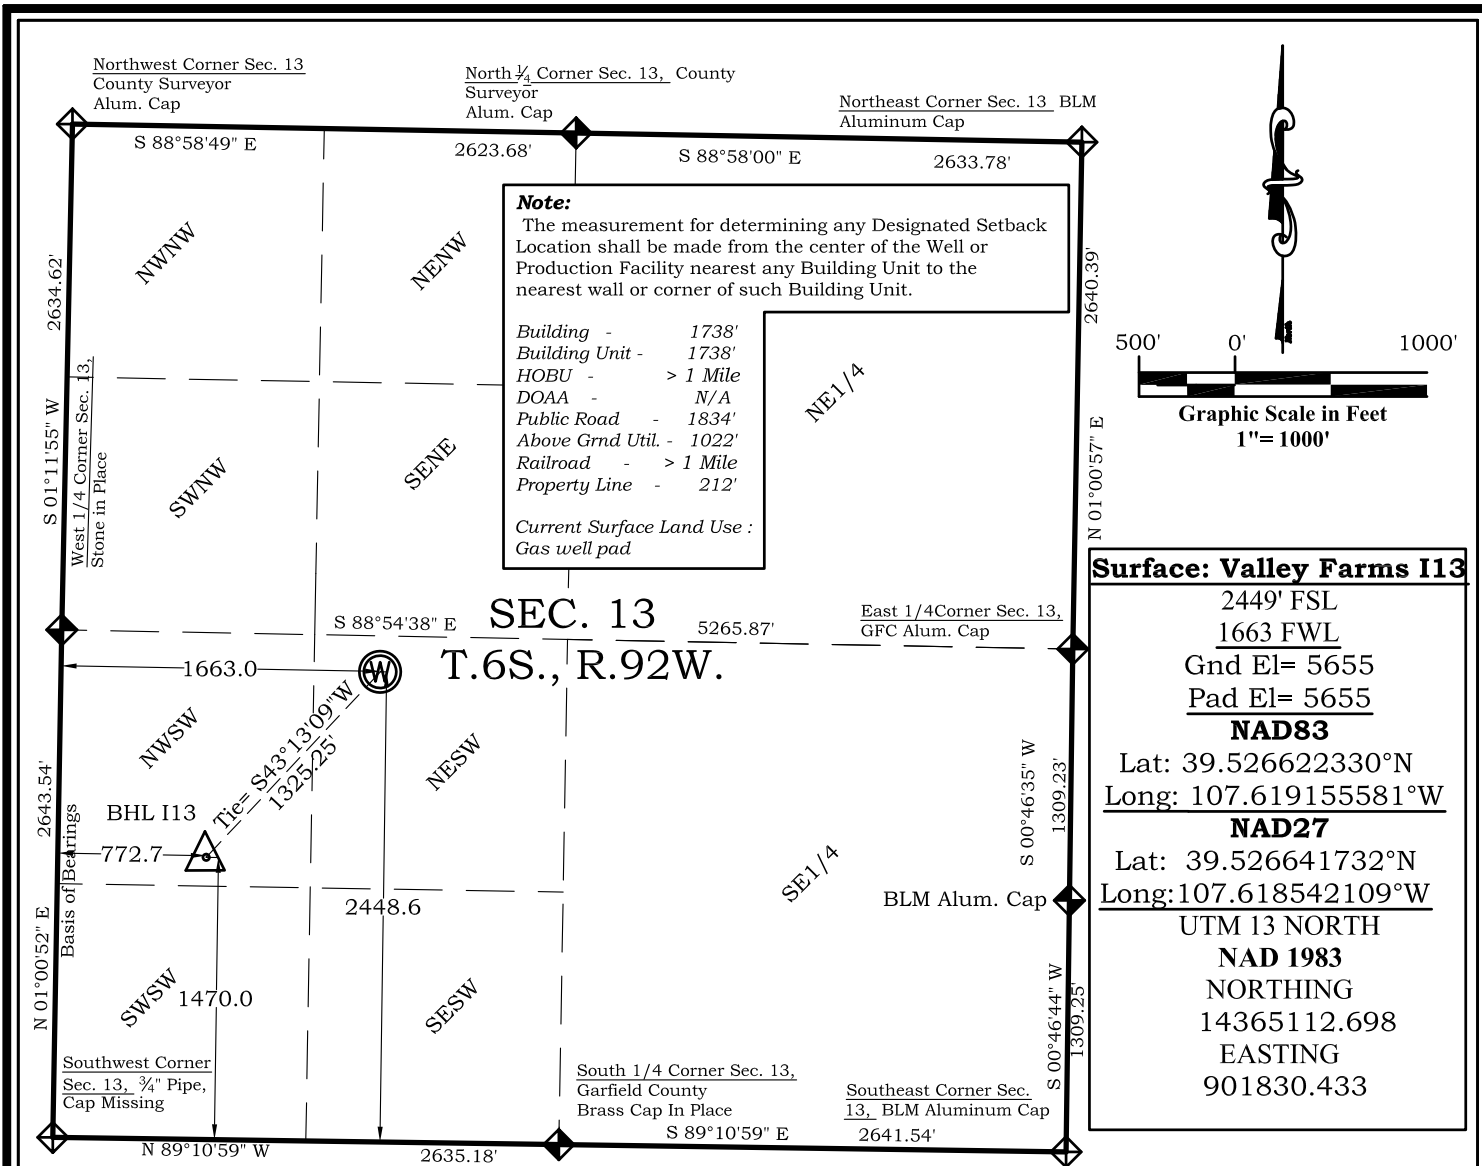 Northwest Corner Sec. 13
County Surveyor
Alum. Cap
North 1/4 Corner Sec. 13, County
Surveyor
Alum. Cap
Northeast Corner Sec. 13 BLM
Aluminum Cap
S 88°58'49" E
2623.68'
S 88°58'00" E
2633.78'
Note:
The measurement for determining any Designated Setback
Location shall be made from the center of the Well or
Production Facility nearest any Building Unit to the
nearest wall or corner of such Building Unit.
Building - 1738'
Building Unit - 1738'
HOBU - > 1 Mile
DOAA - N/A
Public Road - 1834'
Above Grnd Util. - 1022'
Railroad - > 1 Mile
Property Line - 212'
Current Surface Land Use :
Gas well pad
NWNW
NENW
2634.62'
2640.39'
NE1/4
500' 0' 1000'
Graphic Scale in Feet
1"= 1000'
S 01°11'55" W
West 1/4 Corner Sec. 13,
Stone in Place
SWNW
SENE
N 01°00'57" E
S 88°54'38" E
SEC. 13
5265.87'
East 1/4Corner Sec. 13,
GFC Alum. Cap
T.6S., R.92W.
1663.0
W
Tie= S43°13'09"W
1325.25'
NWSW
NESW
2643.54'
Basis of Bearings
BHL I13
772.7
2448.6
S 00°46'35" W
1309.23'
SE1/4
BLM Alum. Cap
N 01°00'52" E
SWSW
1470.0
SESW
S 00°46'44" W
1309.25'
Southwest Corner
Sec. 13, ¾" Pipe,
Cap Missing
South 1/4 Corner Sec. 13,
Garfield County
Brass Cap In Place
Southeast Corner Sec.
13, BLM Aluminum Cap
N 89°10'59" W
2635.18'
S 89°10'59" E
2641.54'
Surface: Valley Farms I13
2449' FSL
1663 FWL
Gnd El= 5655
Pad El= 5655
NAD83
Lat: 39.526622330°N
Long: 107.619155581°W
NAD27
Lat: 39.526641732°N
Long:107.618542109°W
UTM 13 NORTH
NAD 1983
NORTHING
14365112.698
EASTING
901830.433